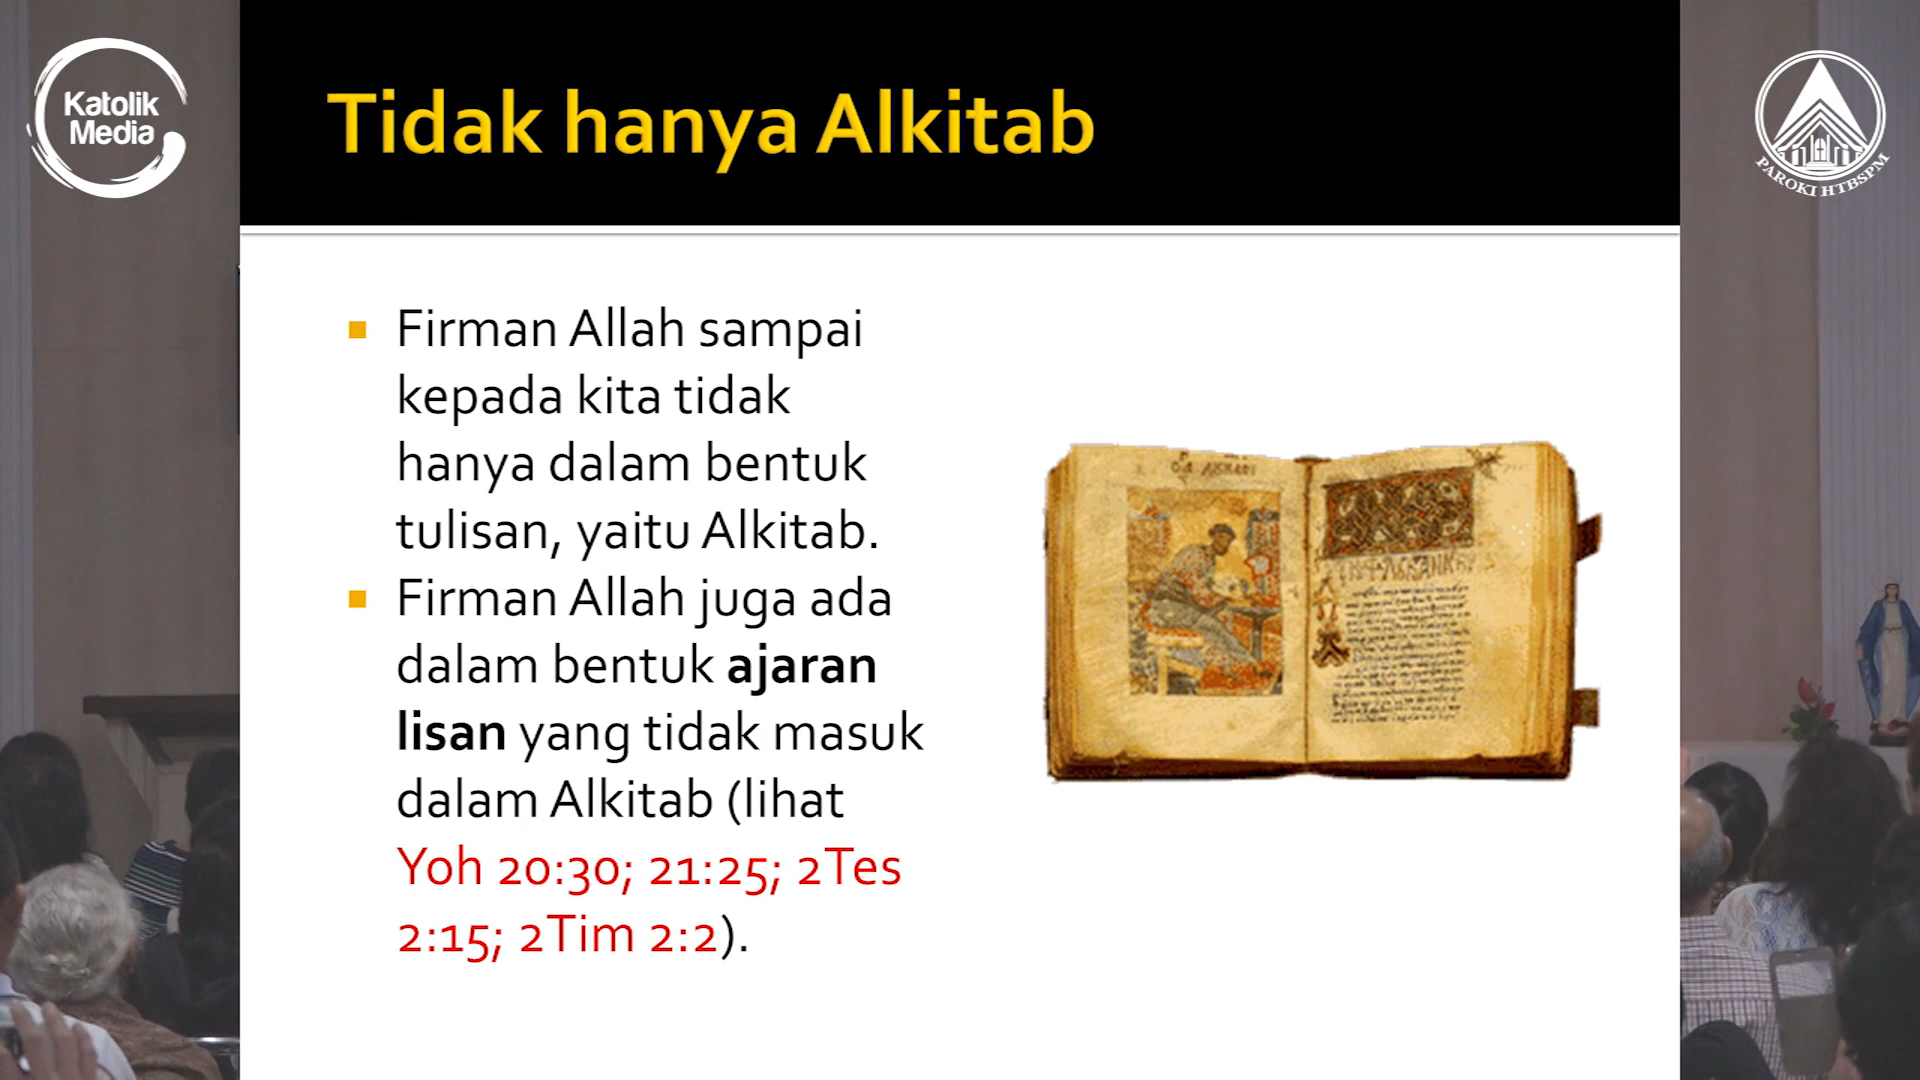 Katolik
Media
PAROKI HTBSPM
Tidak hanya Alkitab
Firman Allah sampai
kepada kita tidak
hanya dalam bentuk
tulisan, yaitu Alkitab.
Firman Allah juga ada
dalam bentuk ajaran
lisan yang tidak masuk
dalam Alkitab (lihat
Yoh 20:30; 21:25; 2Tes
2:15; 2Tim 2:2).